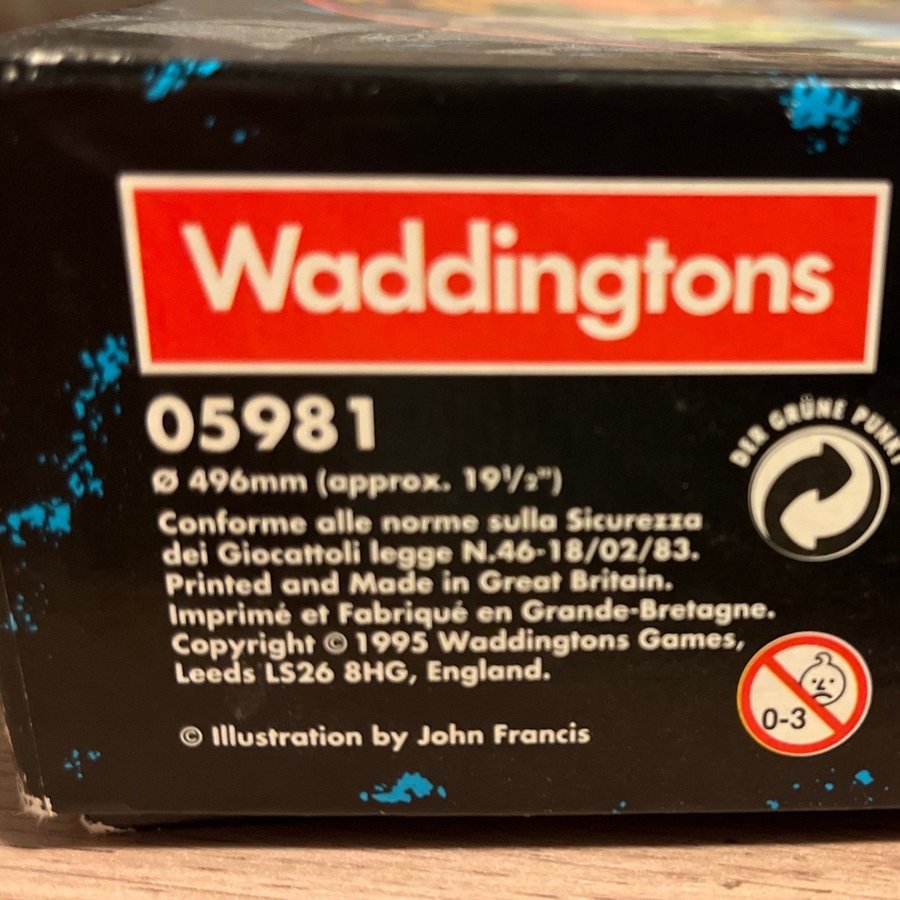 Waddingtons
05981
Ø 496mm (approx. 19½")
Conforme alle norme sulla Sicurezza
dei Giocattoli legge N.46-18/02/83.
Printed and Made in Great Britain.
Imprimé et Fabriqué en Grande-Bretagne.
Copyright © 1995 Waddingtons Games,
Leeds LS26 8HG, England.
© Illustration by John Francis
DER GRÜNE PUNKT
0-3